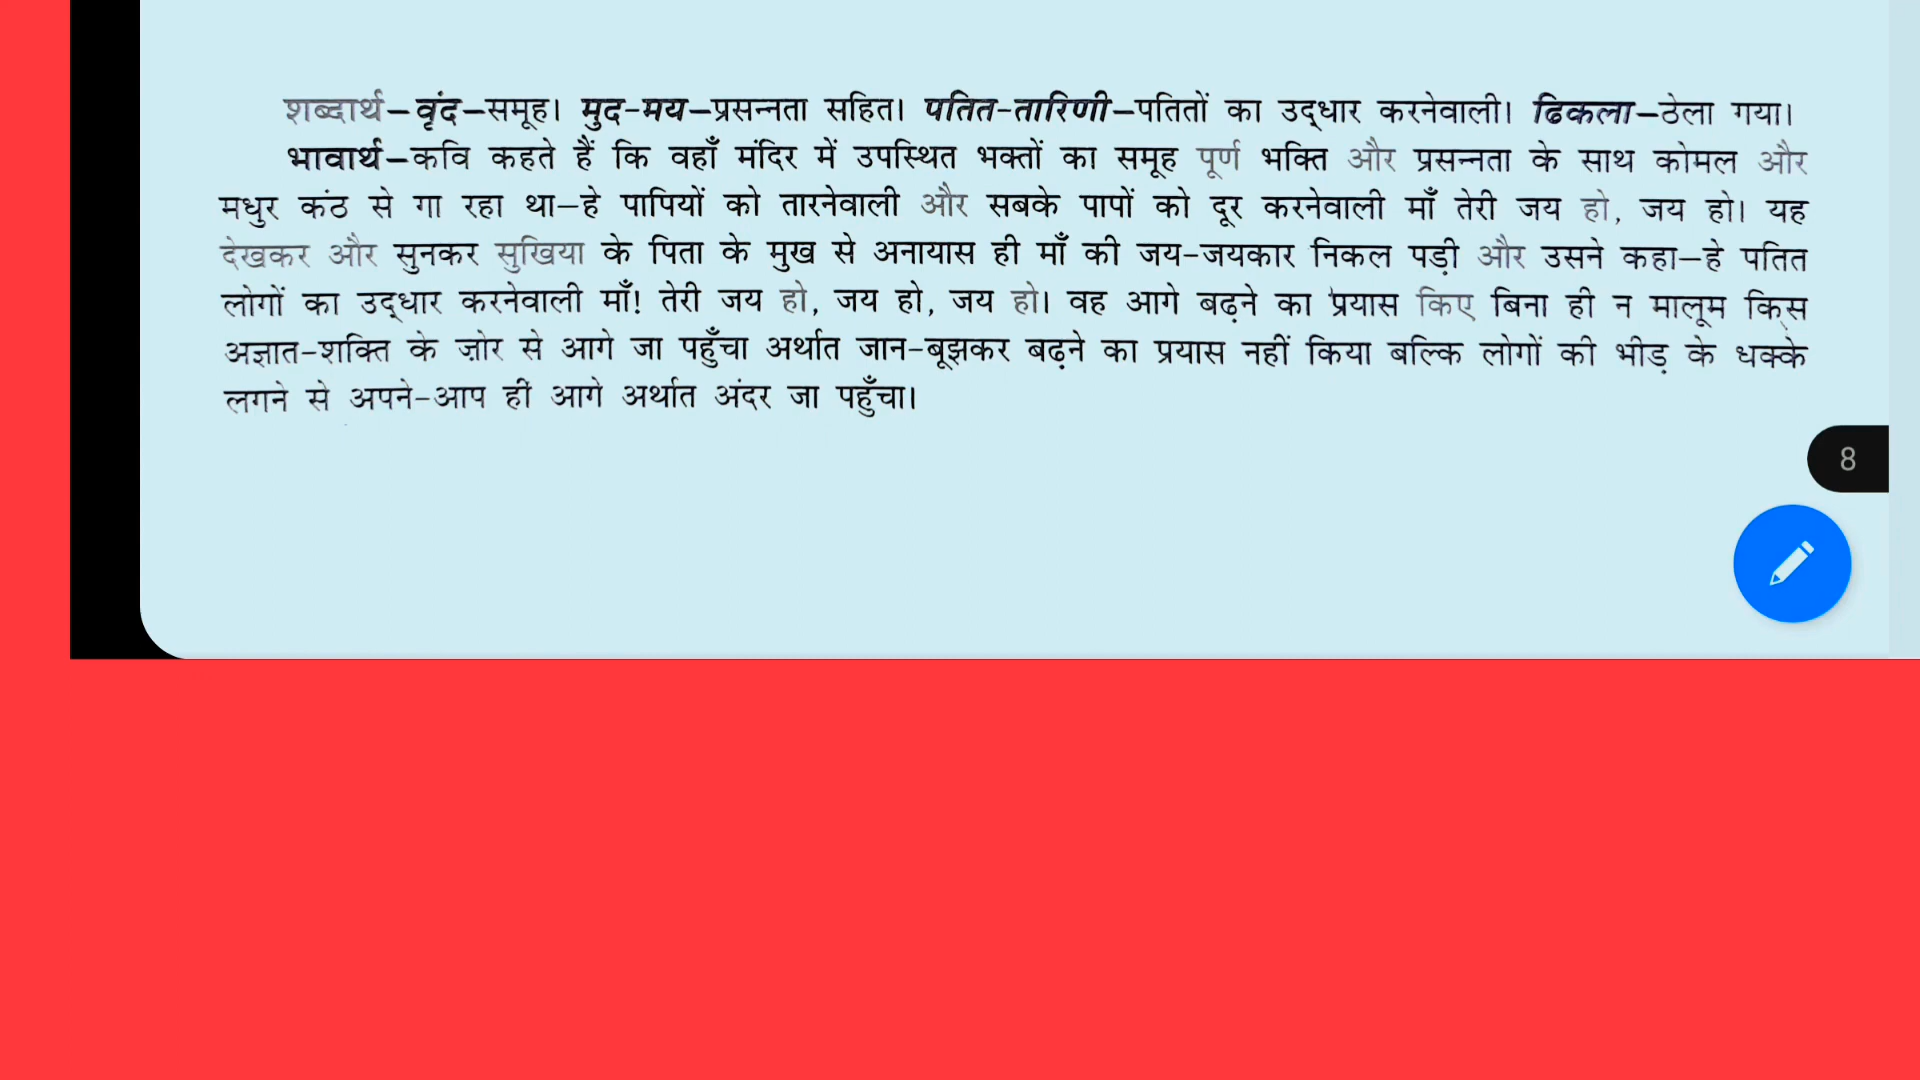 शब्दार्थ–वृंद–समूह। मुद-मय–प्रसन्नता सहित। पतित-तारिणी–पतितों का उद्धार करनेवाली। ढिकला–ठेला गया।
भावार्थ–कवि कहते हैं कि वहाँ मंदिर में उपस्थित भक्तों का समूह पूर्ण भक्ति और प्रसन्नता के साथ कोमल और
मधुर कंठ से गा रहा था–हे पापियों को तारनेवाली और सबके पापों को दूर करनेवाली माँ तेरी जय हो, जय हो। यह
देखकर और सुनकर सुखिया के पिता के मुख से अनायास ही माँ की जय-जयकार निकल पड़ी और उसने कहा–हे पतित
लोगों का उद्धार करनेवाली माँ! तेरी जय हो, जय हो, जय हो। वह आगे बढ़ने का प्रयास किए बिना ही न मालूम किस
अज्ञात-शक्ति के ज़ोर से आगे जा पहुँचा अर्थात जान-बूझकर बढ़ने का प्रयास नहीं किया बल्कि लोगों की भीड़ के धक्के
लगने से अपने-आप ही आगे अर्थात अंदर जा पहुँचा।
8